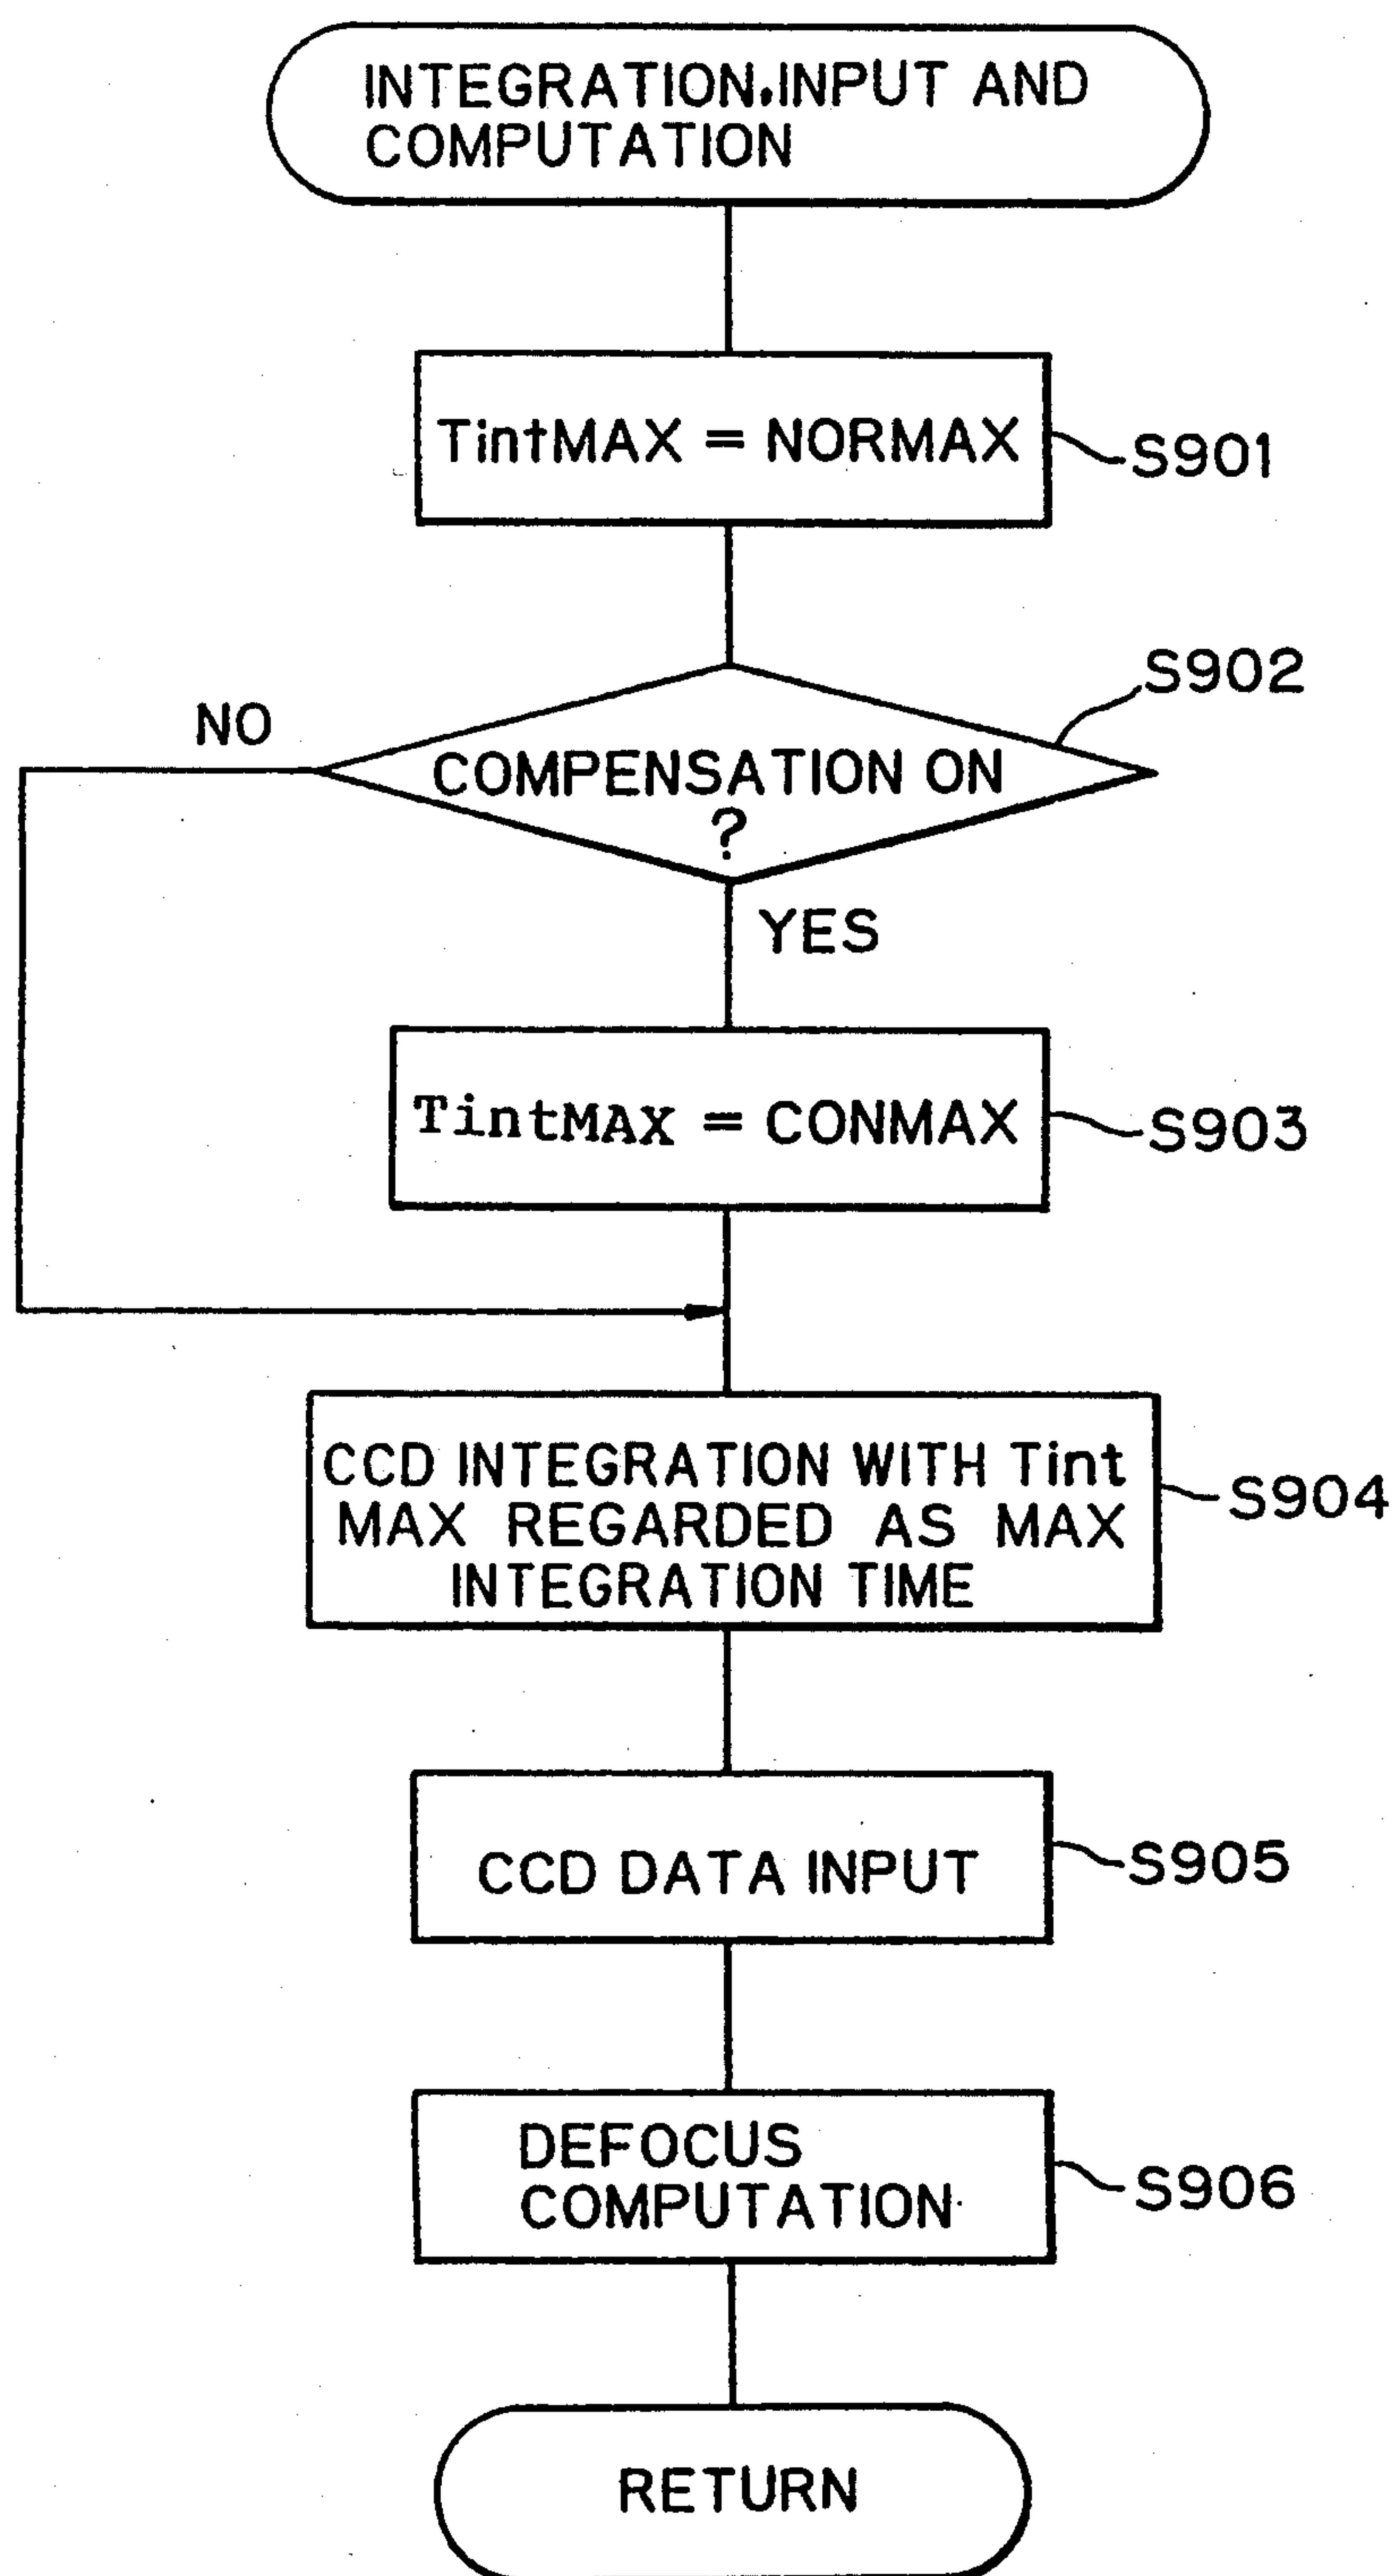 INTEGRATION.INPUT AND
COMPUTATION
TintMAX = NORMAX
S901
S902
NO
COMPENSATION ON
?
YES
TintMAX = CONMAX
S903
CCD INTEGRATION WITH Tint
MAX REGARDED AS MAX
INTEGRATION TIME
S904
CCD DATA INPUT
S905
DEFOCUS
COMPUTATION
S906
RETURN